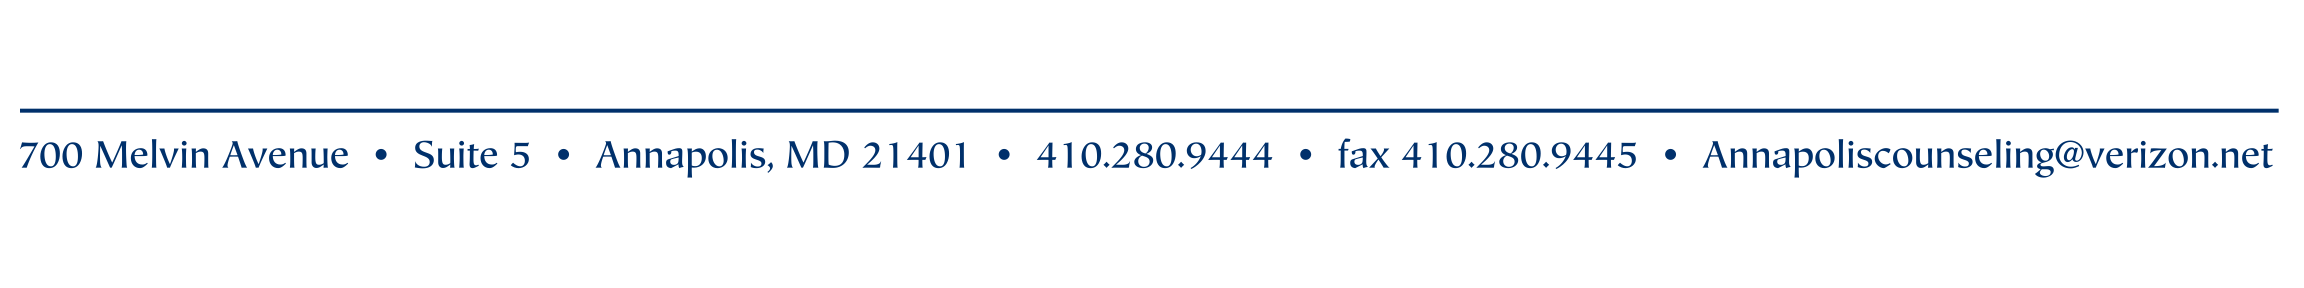 700 Melvin Avenue • Suite 5 • Annapolis, MD 21401 • 410.280.9444 • fax 410.280.9445 • Annapoliscounseling@verizon.net